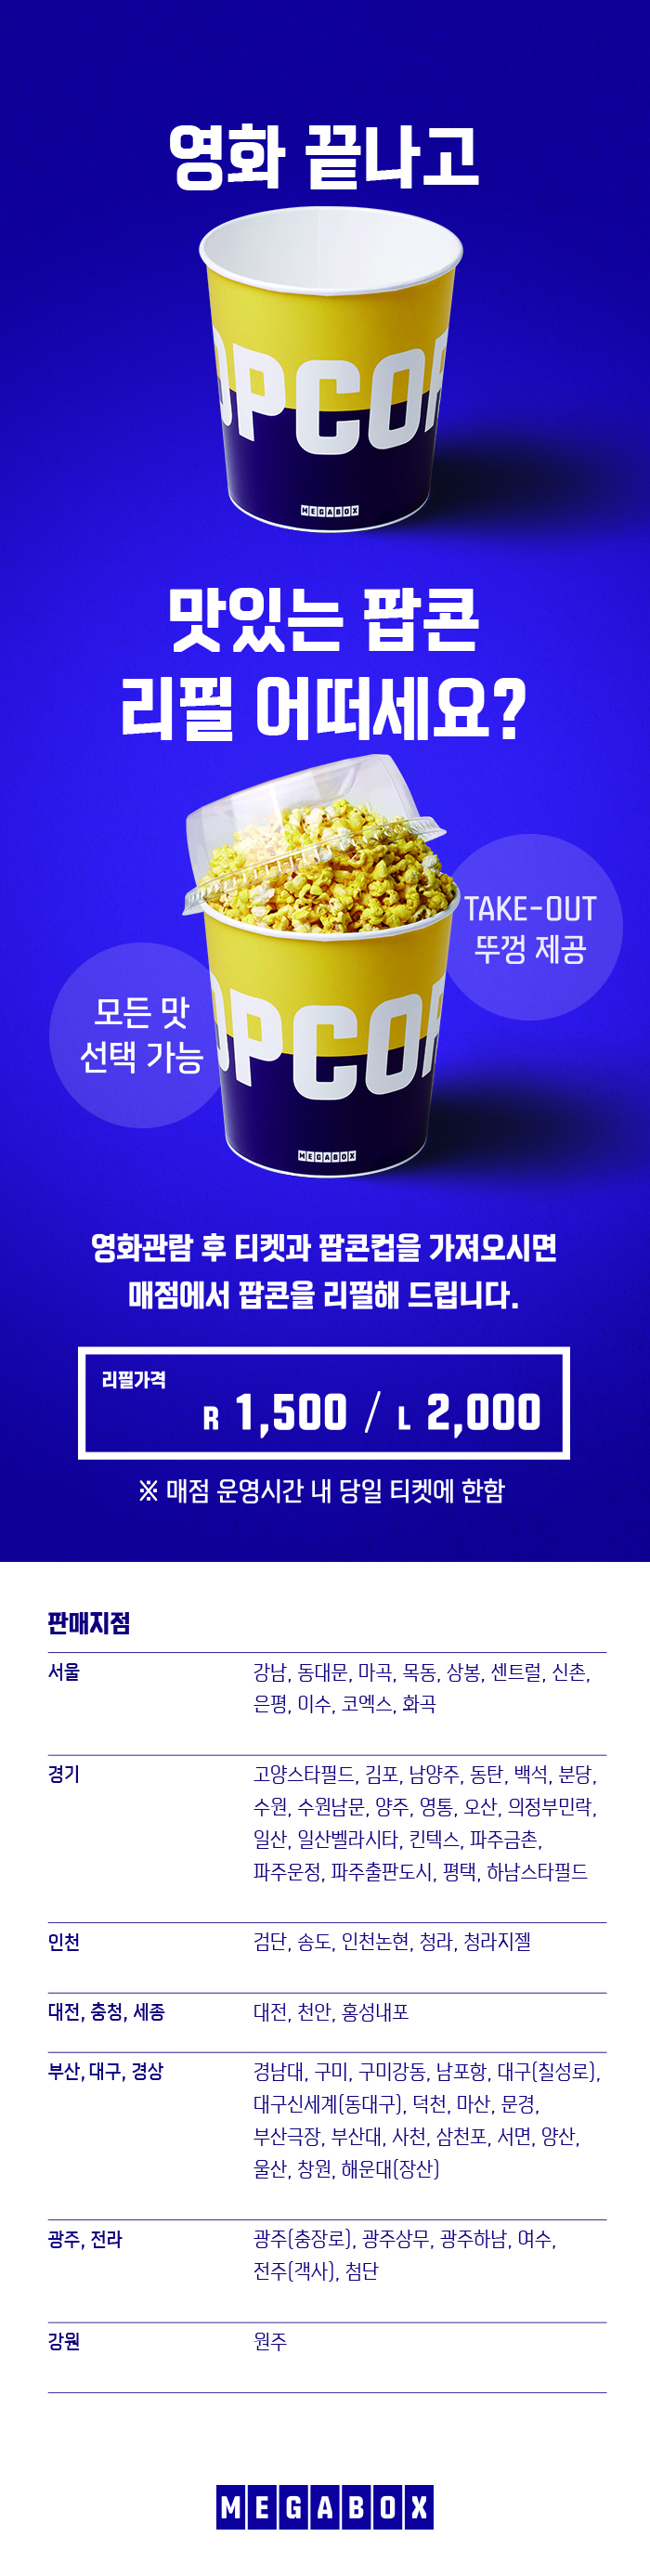 영화 끝나고
OPCOR
MEGABOX
맛있는 팝콘
리필 어떠세요?
TAKE-OUT
뚜껑 제공
모든 맛
선택 가능
OPCOR
MEGABOX
영화관람 후 티켓과 팝콘컵을 가져오시면
매점에서 팝콘을 리필해 드립니다.
리필가격
R 1,500 / L 2,000
※ 매점 운영시간 내 당일 티켓에 한함
판매지점
서울 강남, 동대문, 마곡, 목동, 상봉, 센트럴, 신촌,
은평, 이수, 코엑스, 화곡
경기 고양스타필드, 김포, 남양주, 동탄, 백석, 분당,
수원, 수원남문, 양주, 영통, 오산, 의정부민락,
일산, 일산벨라시타, 킨텍스, 파주금촌,
파주운정, 파주출판도시, 평택, 하남스타필드
인천 검단, 송도, 인천논현, 청라, 청라지젤
대전, 충청, 세종 대전, 천안, 홍성내포
부산, 대구, 경상 경남대, 구미, 구미강동, 남포항, 대구(칠성로),
대구신세계(동대구), 덕천, 마산, 문경,
부산극장, 부산대, 사천, 삼천포, 서면, 양산,
울산, 창원, 해운대(장산)
광주, 전라 광주(충장로), 광주상무, 광주하남, 여수,
전주(객사), 첨단
강원 원주
MEGABOX